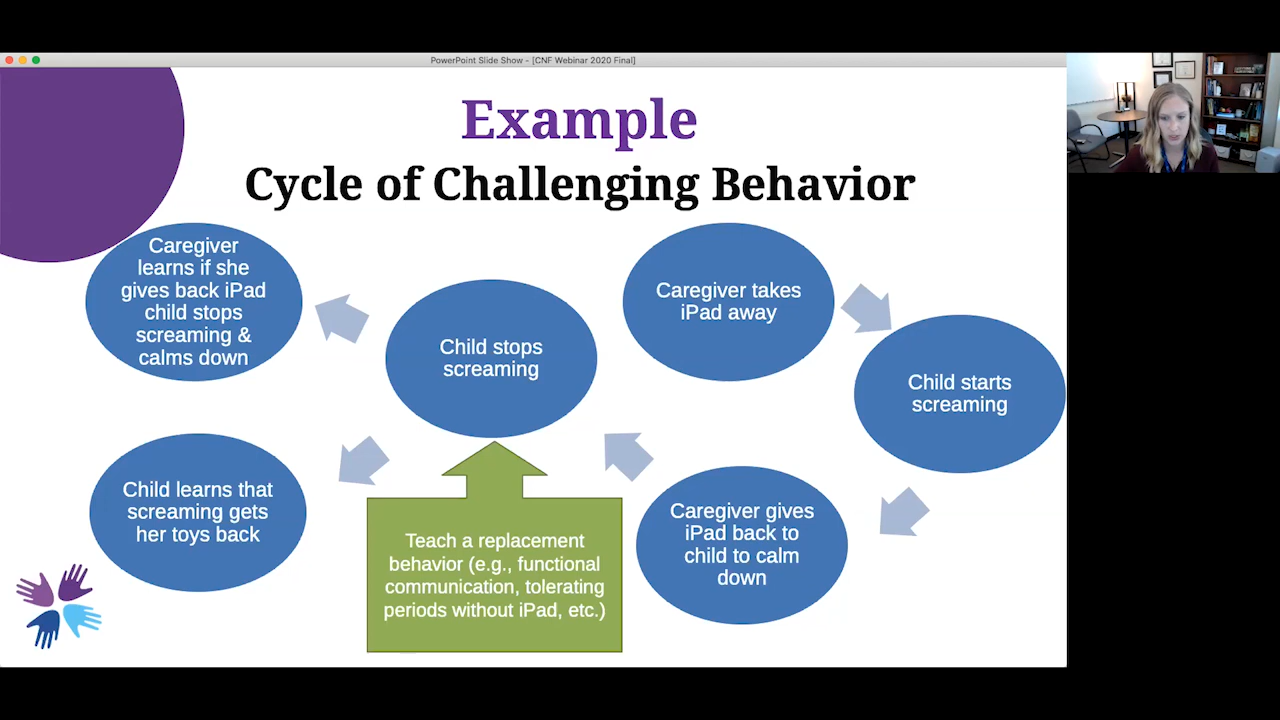 PowerPoint Slide Show - [CNF Webinar 2020 Final]
Example
Cycle of Challenging Behavior
Caregiver
learns if she
gives back iPad
child stops
screaming &
calms down
Child stops
screaming
Caregiver takes
iPad away
Child starts
screaming
Child learns that
screaming gets
her toys back
Teach a replacement
behavior (e.g., functional
communication, tolerating
periods without iPad, etc.)
Caregiver gives
iPad back to
child to calm
down